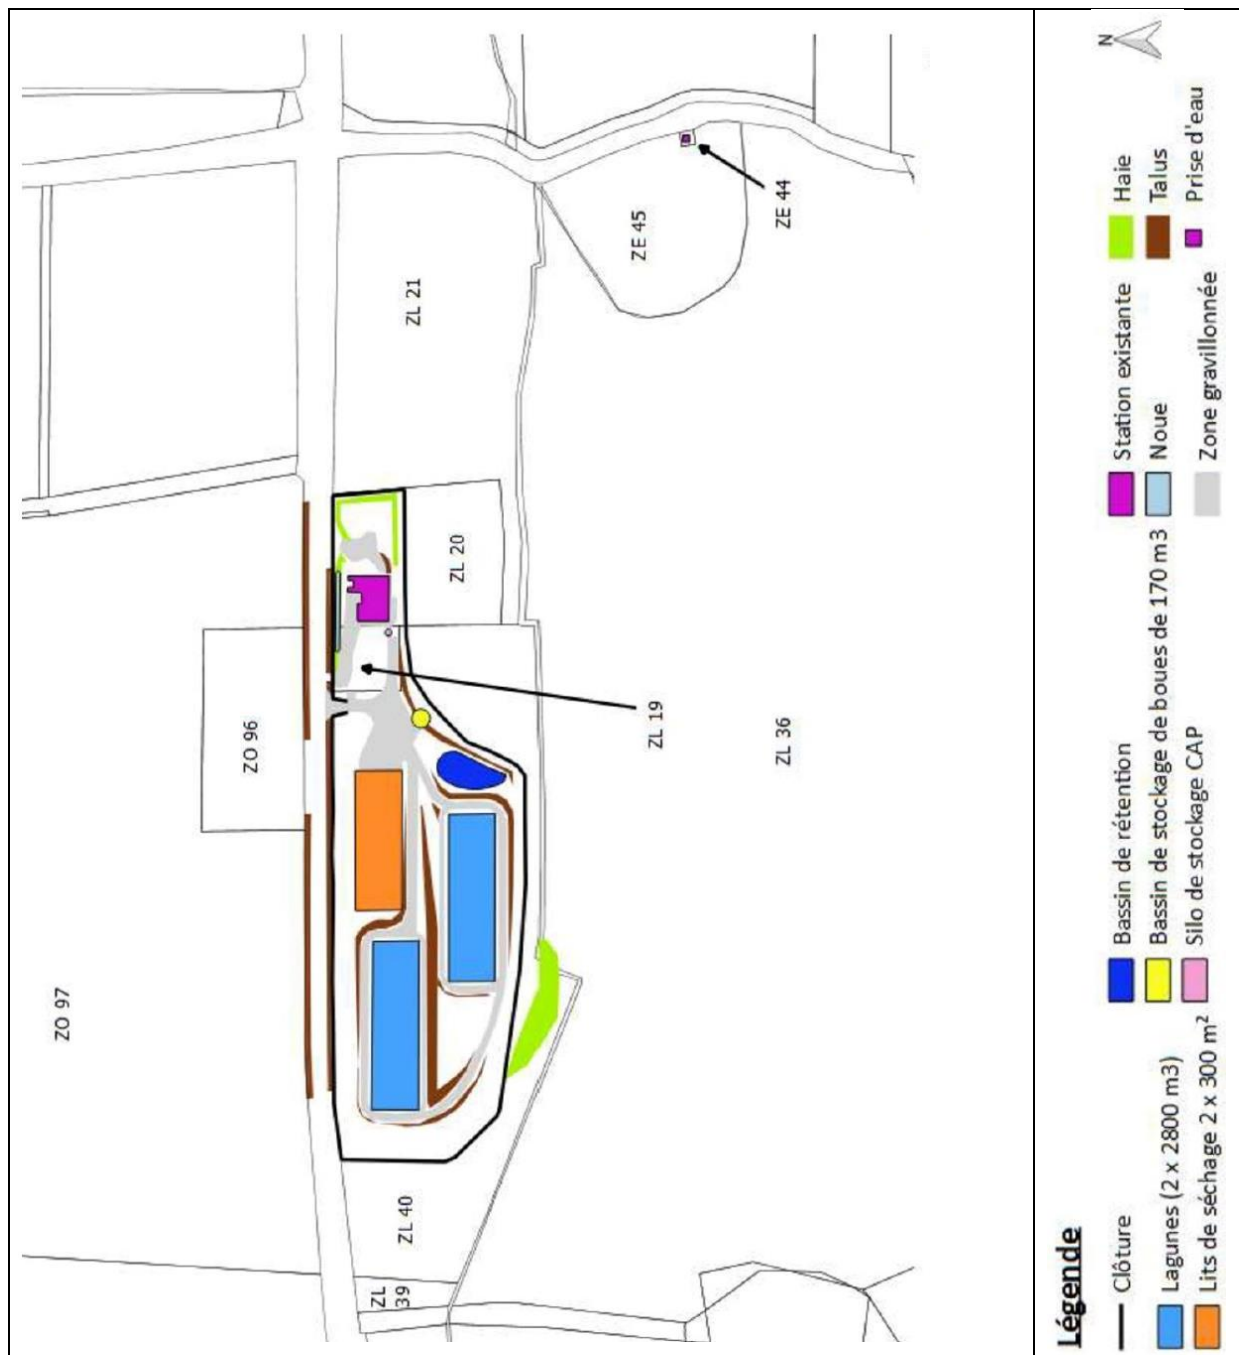 ZO 97
ZO 96
ZL 39
ZL 40
ZL 19
ZL 20
ZL 21
ZL 36
ZE 45
ZE 44
N
Légende
Clôture
Lagunes (2 x 2800 m3)
Lits de séchage 2 x 300 m²
Bassin de rétention
Bassin de stockage de boues de 170 m3
Silo de stockage CAP
Station existante
Noue
Zone gravillonnée
Haie
Talus
Prise d'eau